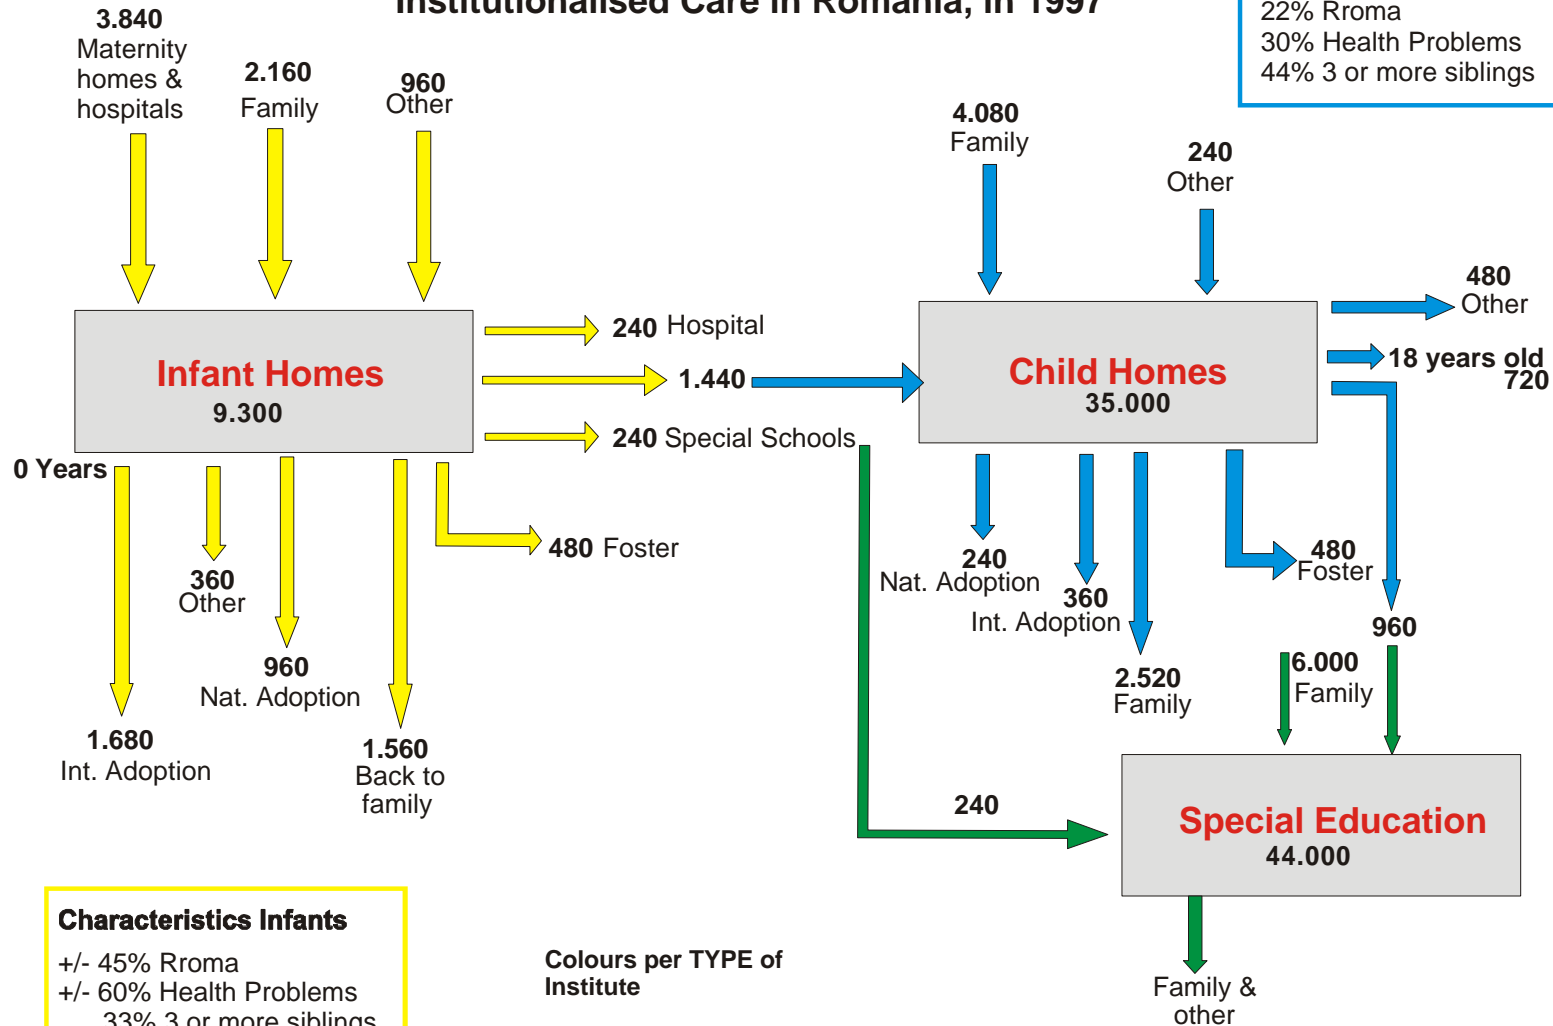 Institutionalised Care in Romania, in 1997
22% Rroma
30% Health Problems
44% 3 or more siblings
3.840
Maternity
homes &
hospitals
2.160
Family
960
Other
4.080
Family
240
Other
Infant Homes
9.300
240 Hospital
1.440
240 Special Schools
Child Homes
35.000
480
Other
18 years old
720
0 Years
1.680
Int. Adoption
360
Other
960
Nat. Adoption
1.560
Back to
family
480 Foster
240
Nat. Adoption
360
Int. Adoption
2.520
Family
480
Foster
960
6.000
Family
240
Special Education
44.000
Family &
other
Characteristics Infants
+/- 45% Rroma
+/- 60% Health Problems
33% 3 or more siblings
Colours per TYPE of
Institute